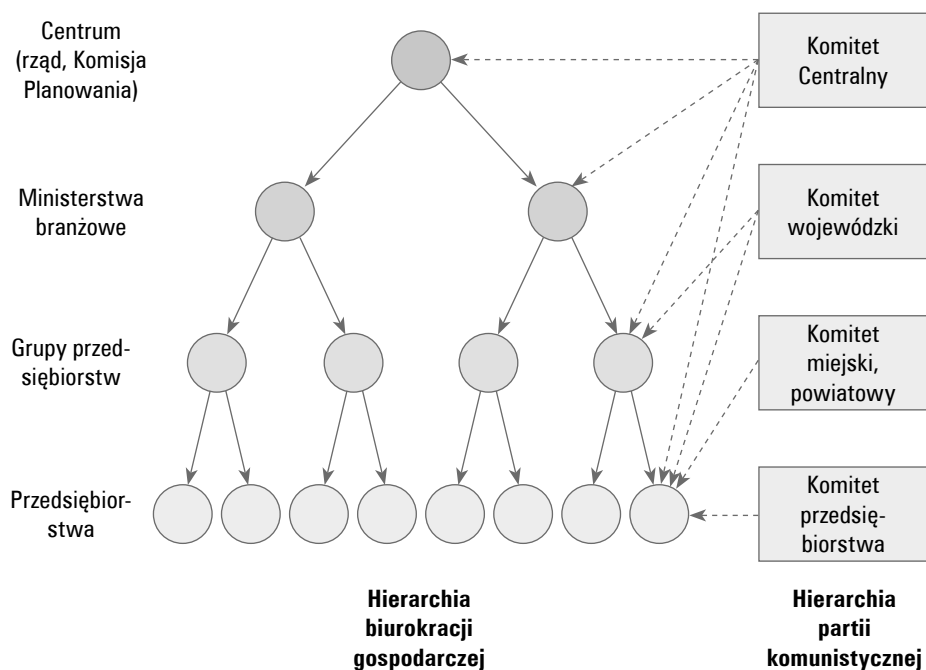 Centrum
(rząd, Komisja
Planowania)
Komitet
Centralny
Ministerstwa
branżowe
Komitet
wojewódzki
Grupy przed-
siębiorstw
Komitet
miejski,
powiatowy
Przedsiębior-
stwa
Komitet
przedsię-
biorstwa
Hierarchia
biurokracji
gospodarczej
Hierarchia
partii
komunistycznej